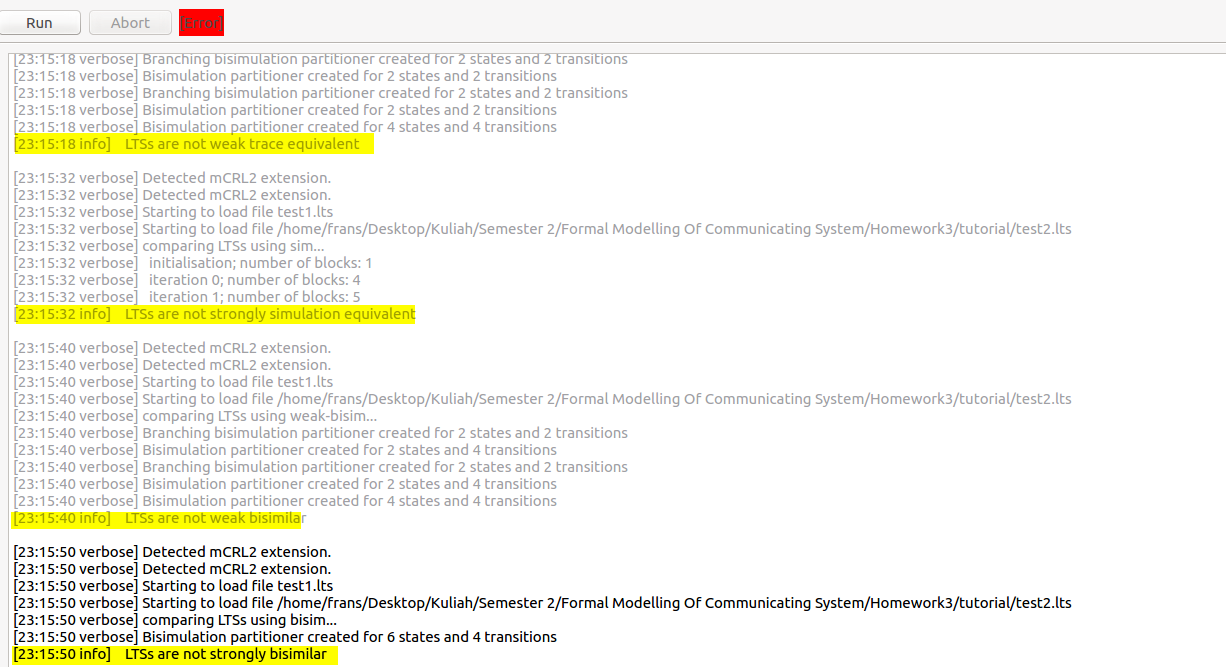 Run
Abort
[Error]
[23:15:18 verbose] Branching bisimulation partitioner created for 2 states and 2 transitions
[23:15:18 verbose] Bisimulation partitioner created for 2 states and 2 transitions
[23:15:18 verbose] Branching bisimulation partitioner created for 2 states and 2 transitions
[23:15:18 verbose] Bisimulation partitioner created for 2 states and 2 transitions
[23:15:18 verbose] Bisimulation partitioner created for 4 states and 4 transitions
[23:15:18 info] LTSs are not weak trace equivalent
[23:15:32 verbose] Detected mCRL2 extension.
[23:15:32 verbose] Detected mCRL2 extension.
[23:15:32 verbose] Starting to load file test1.lts
[23:15:32 verbose] Starting to load file /home/frans/Desktop/Kuliah/Semester 2/Formal Modelling Of Communicating System/Homework3/tutorial/test2.lts
[23:15:32 verbose] comparing LTSs using sim...
[23:15:32 verbose] initialisation; number of blocks: 1
[23:15:32 verbose] iteration 0; number of blocks: 4
[23:15:32 verbose] iteration 1; number of blocks: 5
[23:15:32 info] LTSs are not strongly simulation equivalent
[23:15:40 verbose] Detected mCRL2 extension.
[23:15:40 verbose] Detected mCRL2 extension.
[23:15:40 verbose] Starting to load file test1.lts
[23:15:40 verbose] Starting to load file /home/frans/Desktop/Kuliah/Semester 2/Formal Modelling Of Communicating System/Homework3/tutorial/test2.lts
[23:15:40 verbose] comparing LTSs using weak-bisim...
[23:15:40 verbose] Branching bisimulation partitioner created for 2 states and 2 transitions
[23:15:40 verbose] Bisimulation partitioner created for 2 states and 4 transitions
[23:15:40 verbose] Branching bisimulation partitioner created for 2 states and 2 transitions
[23:15:40 verbose] Bisimulation partitioner created for 2 states and 4 transitions
[23:15:40 verbose] Bisimulation partitioner created for 4 states and 4 transitions
[23:15:40 info] LTSs are not weak bisimilar
[23:15:50 verbose] Detected mCRL2 extension.
[23:15:50 verbose] Detected mCRL2 extension.
[23:15:50 verbose] Starting to load file test1.lts
[23:15:50 verbose] Starting to load file /home/frans/Desktop/Kuliah/Semester 2/Formal Modelling Of Communicating System/Homework3/tutorial/test2.lts
[23:15:50 verbose] comparing LTSs using bisim...
[23:15:50 verbose] Bisimulation partitioner created for 6 states and 4 transitions
[23:15:50 info] LTSs are not strongly bisimilar